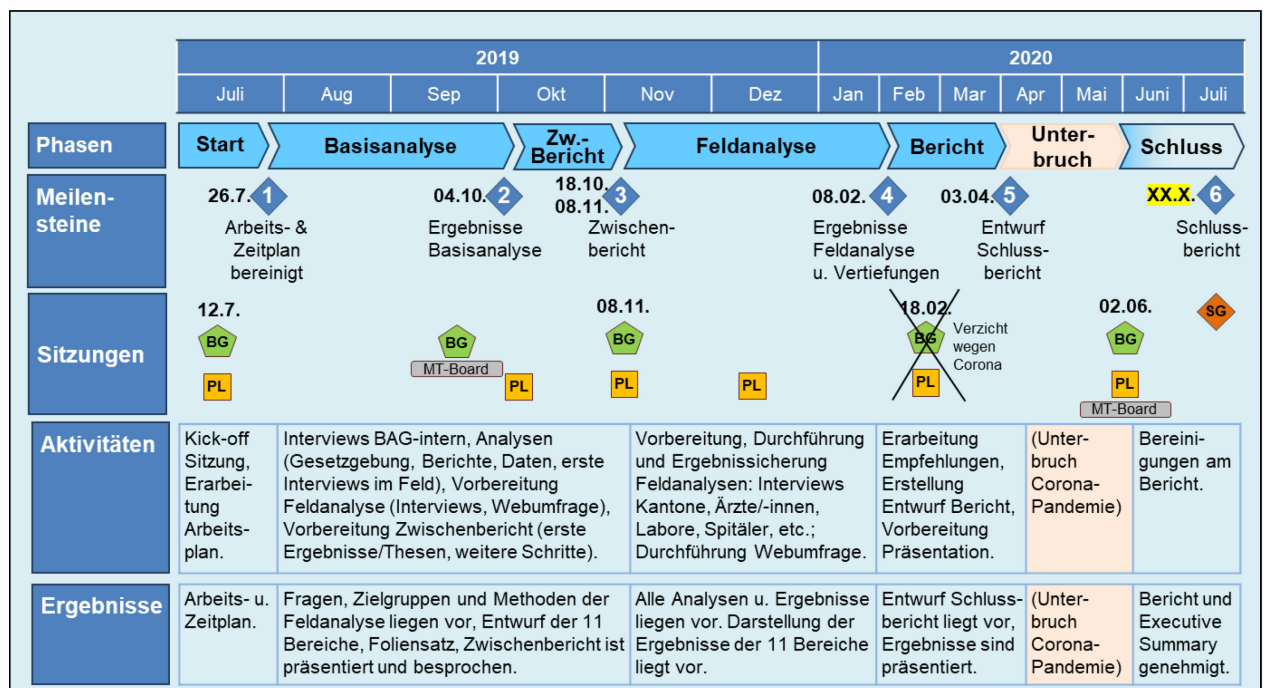 2019 2020
Juli Aug Sep Okt Nov Dez Jan Feb Mar Apr Mai Juni Juli
Phasen
Start
Basisanalyse
Zw.-
Bericht
Feldanalyse
Bericht
Unter-
bruch
Schluss
Meilen-
steine
26.7. 1
Arbeits- &
Zeitplan
bereinigt
04.10. 2
Ergebnisse
Basisanalyse
18.10.
08.11. 3
Zwischen-
bericht
08.02. 4
Ergebnisse
Feldanalyse
u. Vertiefungen
03.04. 5
Entwurf
Schluss-
bericht
XX.X. 6
Schluss-
bericht
Sitzungen
12.7.
BG
PL
BG
MT-Board
PL
08.11.
BG
PL
PL
18.02.
BG
PL
Verzicht
wegen
Corona
02.06.
BG
PL
MT-Board
SG
Aktivitäten
Kick-off
Sitzung,
Erarbei-
tung
Arbeits-
plan.
Interviews BAG-intern, Analysen
(Gesetzgebung, Berichte, Daten, erste
Interviews im Feld), Vorbereitung
Feldanalyse (Interviews, Webumfrage),
Vorbereitung Zwischenbericht (erste
Ergebnisse/Thesen, weitere Schritte).
Vorbereitung, Durchführung
und Ergebnissicherung
Feldanalysen: Interviews
Kantone, Ärzte/-innen,
Labore, Spitäler, etc.;
Durchführung Webumfrage.
Erarbeitung
Empfehlungen,
Erstellung
Entwurf Bericht,
Vorbereitung
Präsentation.
(Unter-
bruch
Corona-
Pandemie)
Bereini-
gungen am
Bericht.
Ergebnisse
Arbeits- u.
Zeitplan.
Fragen, Zielgruppen und Methoden der
Feldanalyse liegen vor, Entwurf der 11
Bereiche, Foliensatz, Zwischenbericht ist
präsentiert und besprochen.
Alle Analysen u. Ergebnisse
liegen vor. Darstellung der
Ergebnisse der 11 Bereiche
liegt vor.
Entwurf Schluss-
bericht liegt vor,
Ergebnisse sind
präsentiert.
(Unter-
bruch
Corona-
Pandemie)
Bericht und
Executive
Summary
genehmigt.